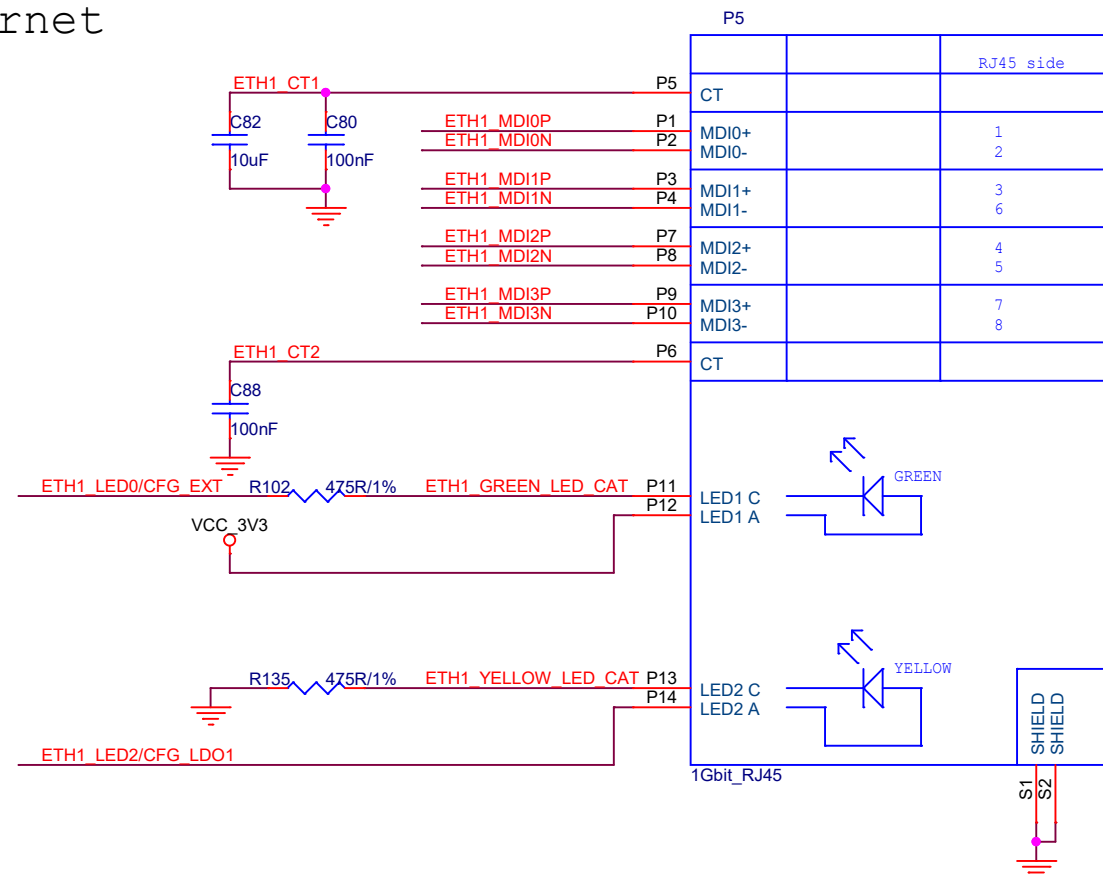 rnet
P5
RJ45 side
ETH1_CT1 P5 CT
C82 C80
10uF 100nF
ETH1_MDI0P P1 MDI0+ 1
ETH1_MDI0N P2 MDI0- 2
ETH1_MDI1P P3 MDI1+ 3
ETH1_MDI1N P4 MDI1- 6
ETH1_MDI2P P7 MDI2+ 4
ETH1_MDI2N P8 MDI2- 5
ETH1_MDI3P P9 MDI3+ 7
ETH1_MDI3N P10 MDI3- 8
ETH1_CT2 P6 CT
C88
100nF
ETH1_LED0/CFG_EXT R102 475R/1% ETH1_GREEN_LED_CAT P11 LED1 C GREEN
P12 LED1 A
VCC_3V3
R135 475R/1% ETH1_YELLOW_LED_CAT P13 LED2 C YELLOW
P14 LED2 A
ETH1_LED2/CFG_LDO1
SHIELD
SHIELD
1Gbit_RJ45
S1
S2